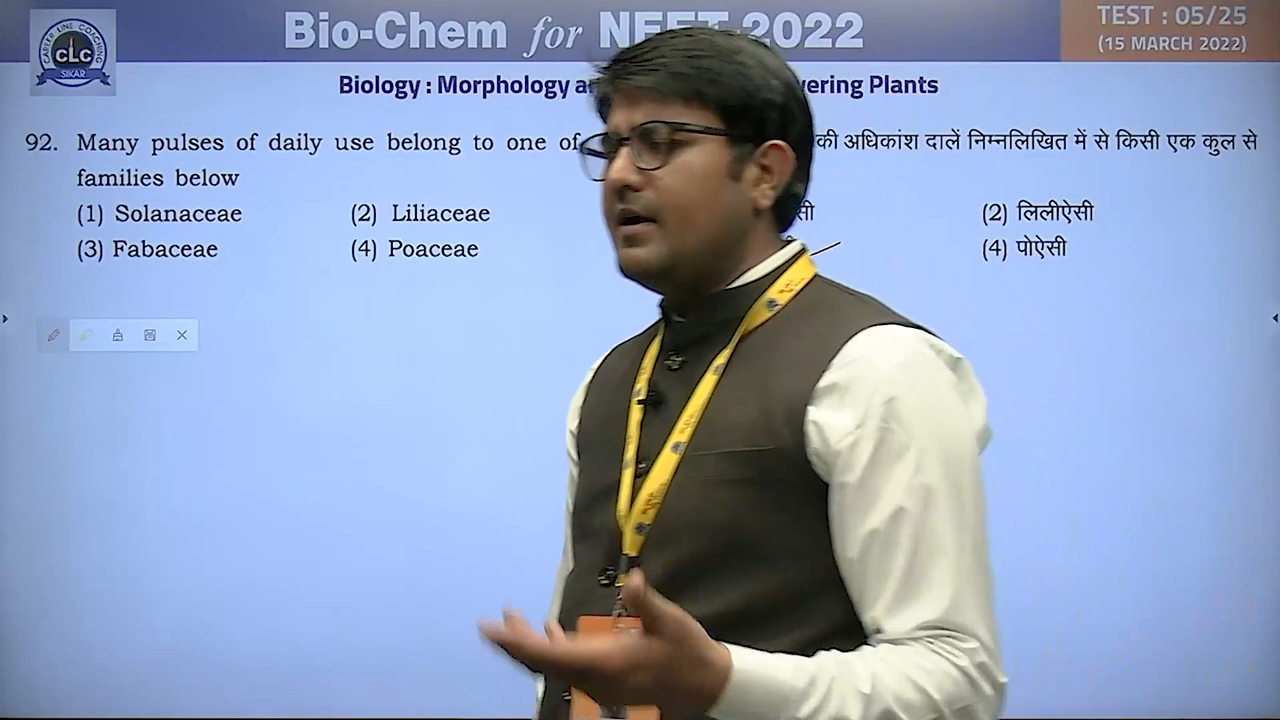 CAREER LINE COACHING
CLC
SIKAR
Bio-Chem for NEET 2022
TEST : 05/25
(15 MARCH 2022)
Biology : Morphology vering Plants
92. Many pulses of daily use belong to one of
families below
(1) Solanaceae (2) Liliaceae
(3) Fabaceae (4) Poaceae
की अधिकांश दालें निम्नलिखित में से किसी एक कुल से
सी (2) लिलीऐसी
(4) पोऐसी